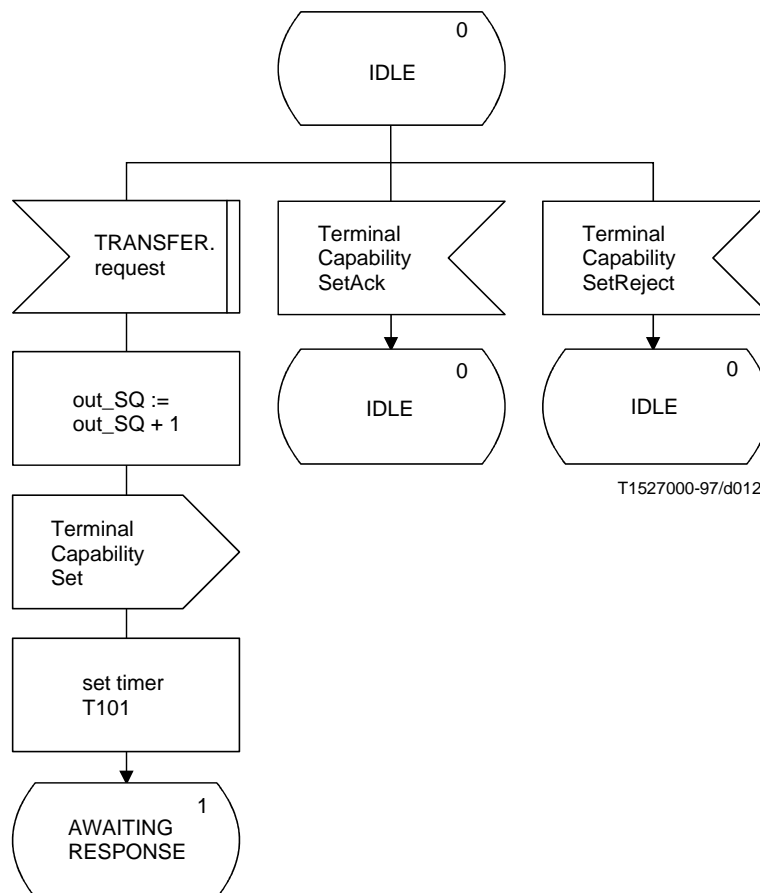 0
IDLE
TRANSFER.
request
Terminal
Capability
SetAck
Terminal
Capability
SetReject
out_SQ :=
out_SQ + 1
0
IDLE
0
IDLE
T1527000-97/d012
Terminal
Capability
Set
set timer
T101
1
AWAITING
RESPONSE